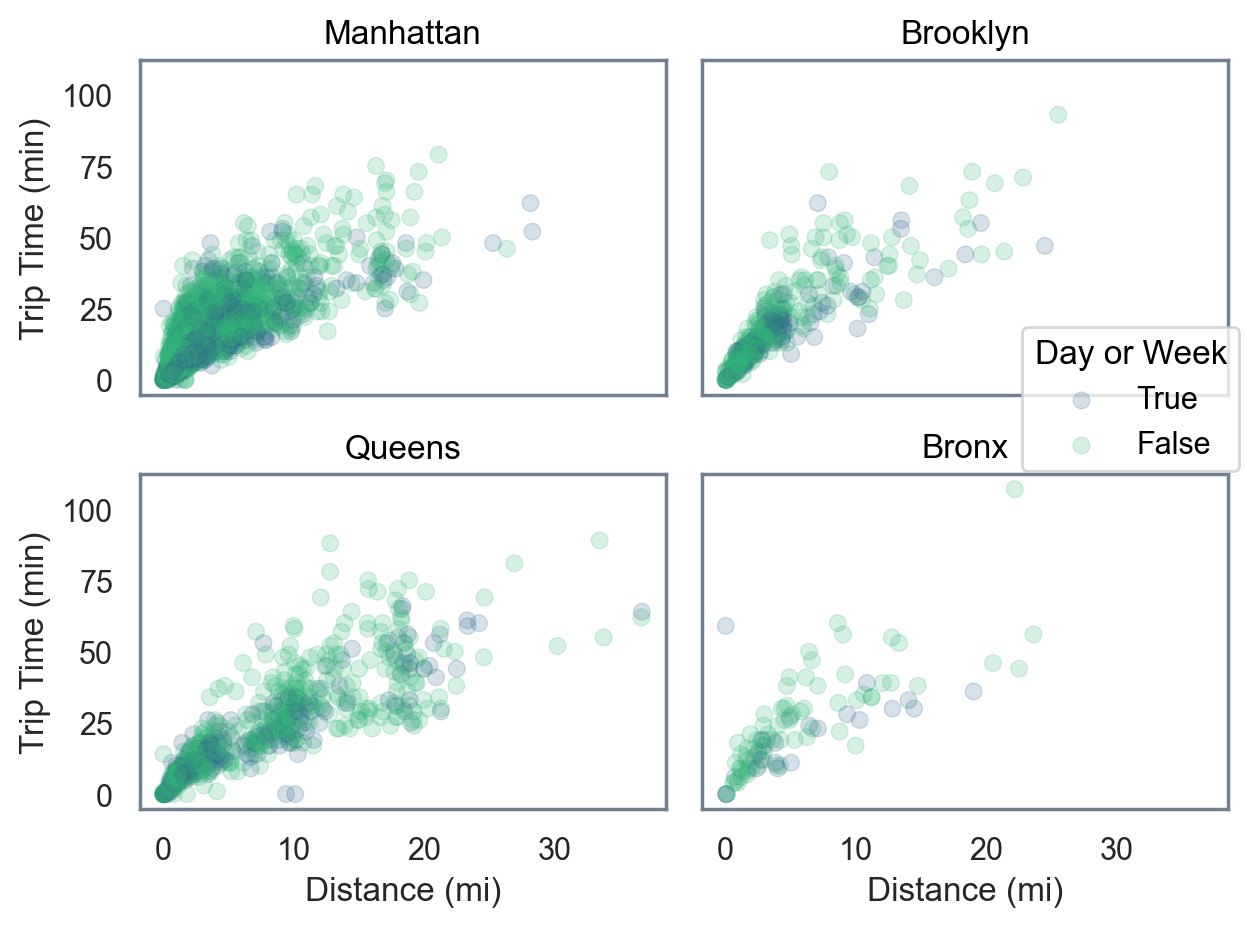 Manhattan
Brooklyn
Trip Time (min)
100
75
50
25
0
Day or Week
True
False
Queens
Bronx
Trip Time (min)
100
75
50
25
0
0 10 20 30
0 10 20 30
Distance (mi)
Distance (mi)